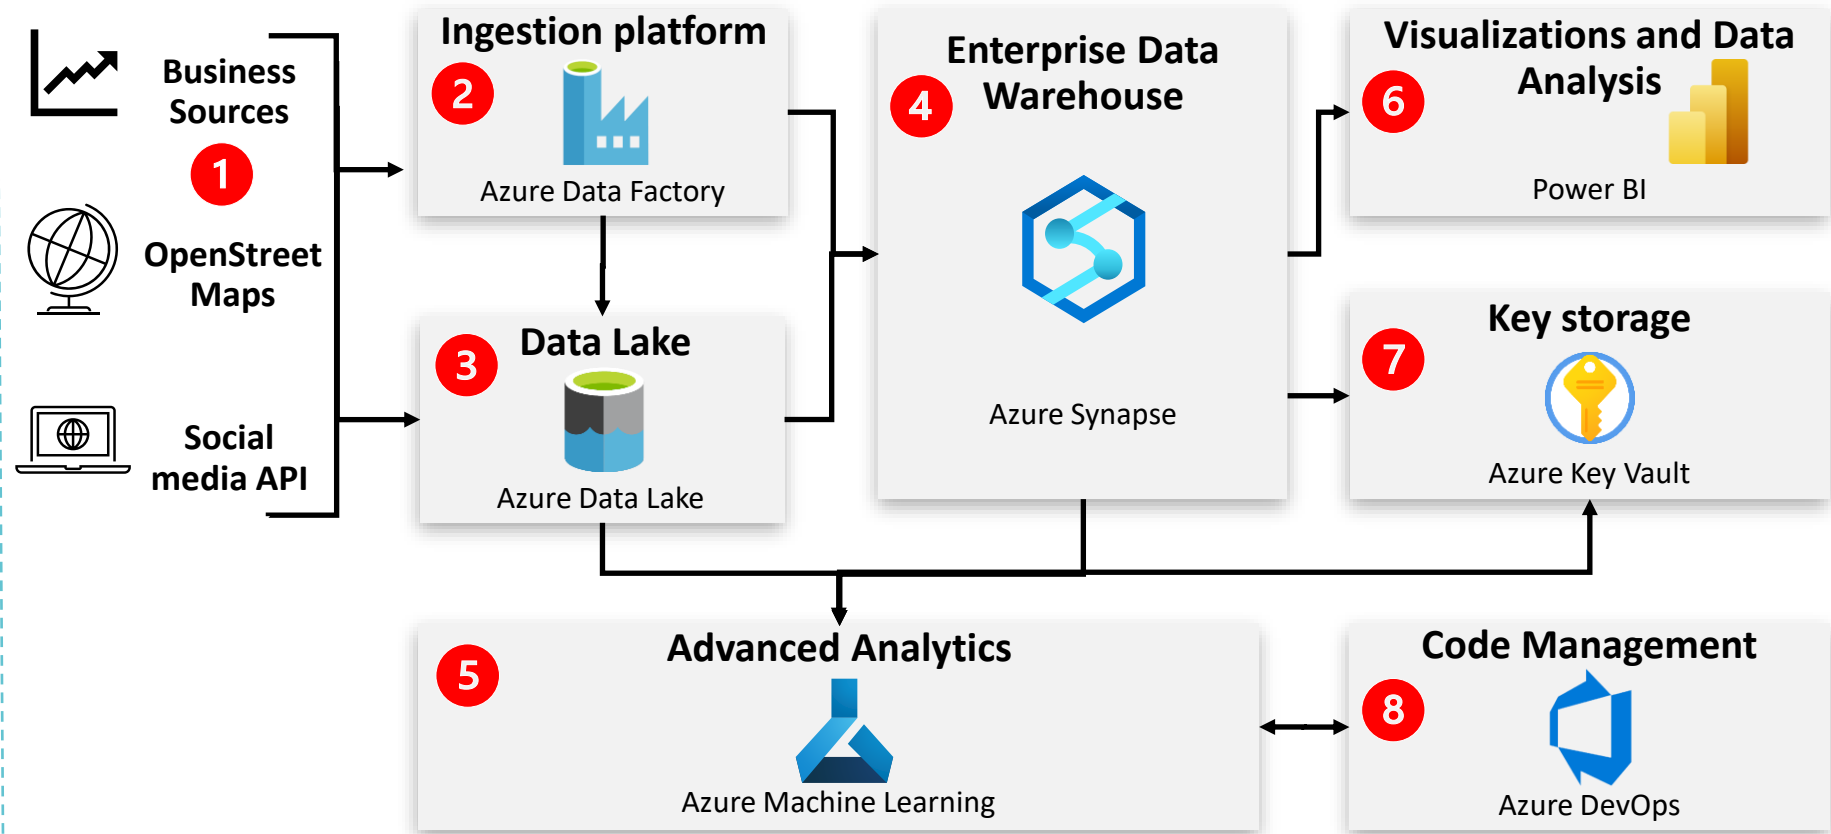 Business
Sources
1
OpenStreet
Maps
Social
media API
Ingestion platform
2
Azure Data Factory
3
Data Lake
Azure Data Lake
Enterprise Data
Warehouse
4
Azure Synapse
Visualizations and Data
Analysis
6
Power BI
Key storage
7
Azure Key Vault
Advanced Analytics
5
Azure Machine Learning
Code Management
8
Azure DevOps